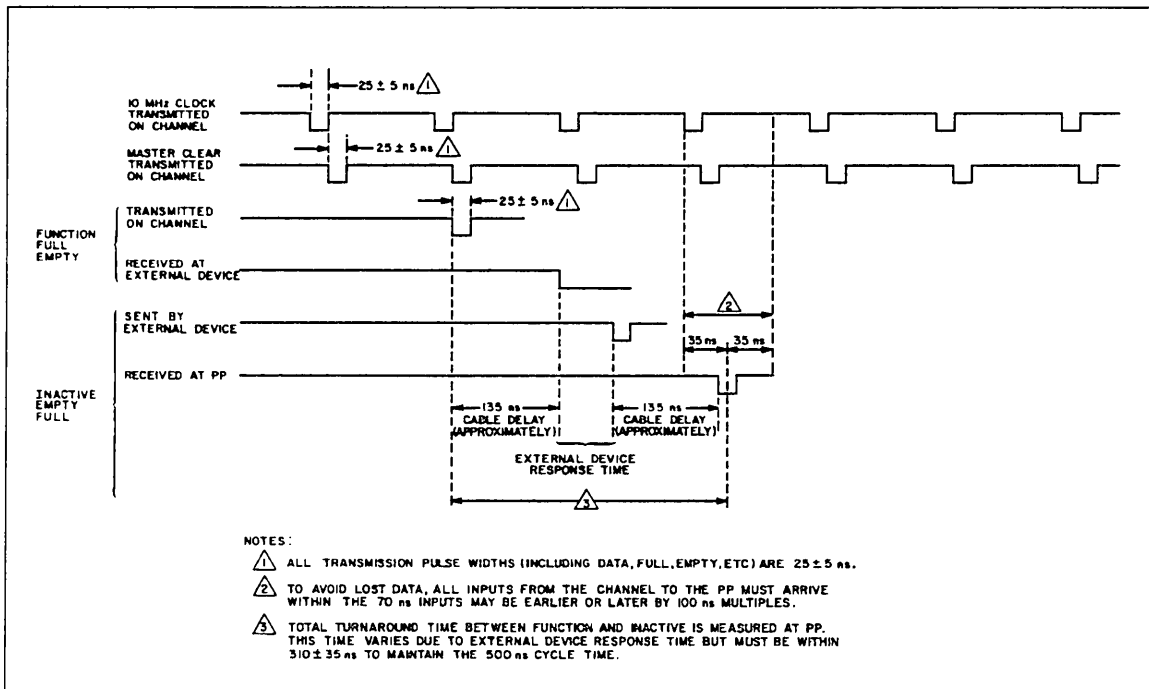 25 ± 5 ns 1
10 MHz CLOCK
TRANSMITTED
ON CHANNEL
25 ± 5 ns 1
MASTER CLEAR
TRANSMITTED
ON CHANNEL
25 ± 5 ns 1
TRANSMITTED
ON CHANNEL
FUNCTION
FULL
EMPTY
RECEIVED AT
EXTERNAL DEVICE
2
SENT BY
EXTERNAL DEVICE
35 ns 35 ns
RECEIVED AT PP
INACTIVE
EMPTY
FULL
135 ns
CABLE DELAY
(APPROXIMATELY)
135 ns
CABLE DELAY
(APPROXIMATELY)
EXTERNAL DEVICE
RESPONSE TIME
3
NOTES:
1 ALL TRANSMISSION PULSE WIDTHS (INCLUDING DATA, FULL, EMPTY, ETC) ARE 25 ± 5 ns.
2 TO AVOID LOST DATA, ALL INPUTS FROM THE CHANNEL TO THE PP MUST ARRIVE
WITHIN THE 70 ns INPUTS MAY BE EARLIER OR LATER BY 100 ns MULTIPLES.
3 TOTAL TURNAROUND TIME BETWEEN FUNCTION AND INACTIVE IS MEASURED AT PP.
THIS TIME VARIES DUE TO EXTERNAL DEVICE RESPONSE TIME BUT MUST BE WITHIN
310 ± 35 ns TO MAINTAIN THE 500 ns CYCLE TIME.